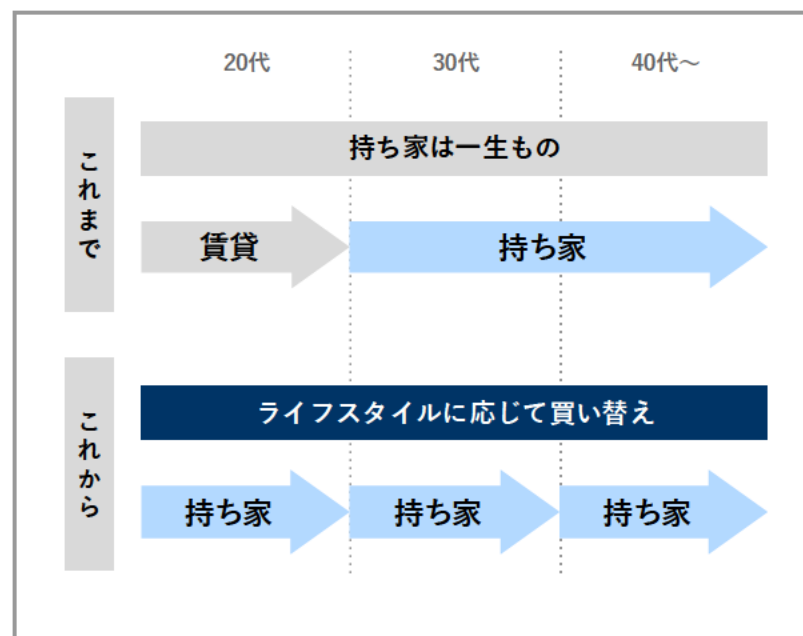 20代
30代
40代～
これまで
持ち家は一生もの
賃貸
持ち家
これから
ライフスタイルに応じて買い替え
持ち家
持ち家
持ち家